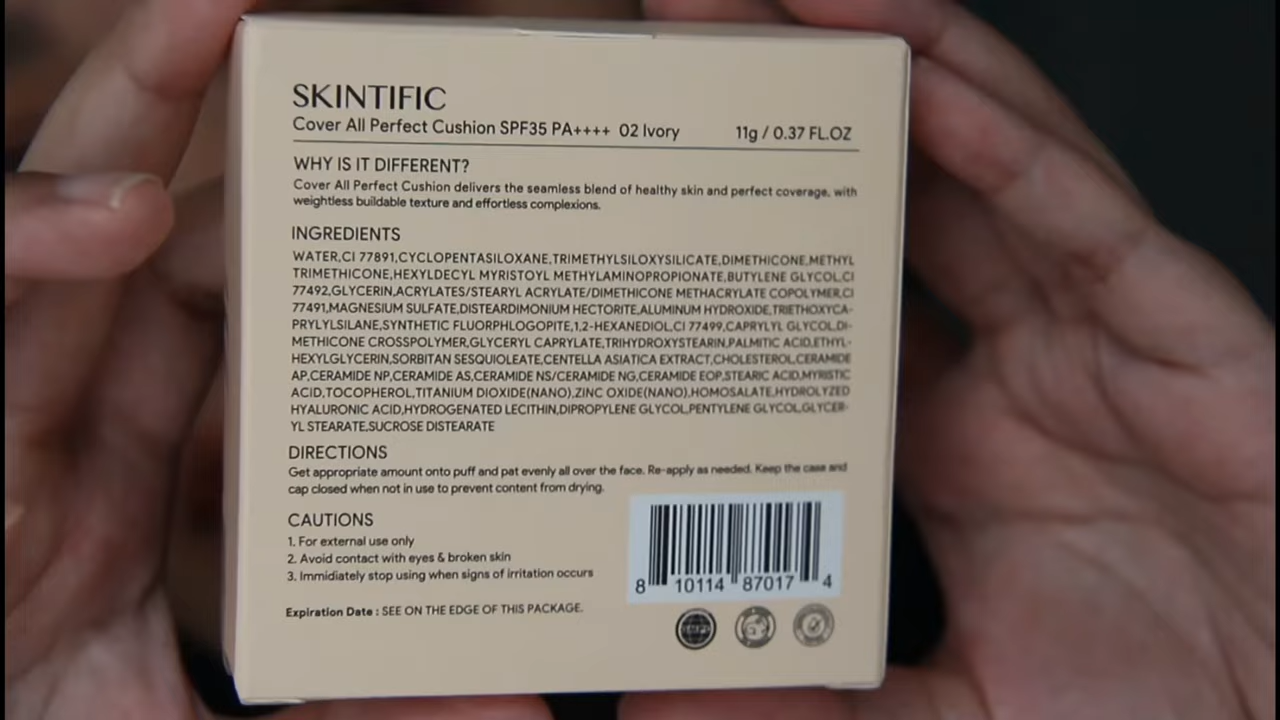 SKINTIFIC
Cover All Perfect Cushion SPF35 PA++++ 02 Ivory 11g / 0.37 FL.OZ
WHY IS IT DIFFERENT?
Cover All Perfect Cushion delivers the seamless blend of healthy skin and perfect coverage, with
weightless buildable texture and effortless complexions.
INGREDIENTS
WATER,CI 77891,CYCLOPENTASILOXANE,TRIMETHYLSILOXYSILICATE,DIMETHICONE,METHYL
TRIMETHICONE,HEXYLDECYL MYRISTOYL METHYLAMINOPROPIONATE,BUTYLENE GLYCOL,CI
77492,GLYCERIN,ACRYLATES/STEARYL ACRYLATE/DIMETHICONE METHACRYLATE COPOLYMER,CI
77491,MAGNESIUM SULFATE,DISTEARDIMONIUM HECTORITE,ALUMINUM HYDROXIDE,TRIETHOXYCA-
PRYLYLSILANE,SYNTHETIC FLUORPHLOGOPITE,1,2-HEXANEDIOL,CI 77499,CAPRYLYL GLYCOL,DI-
METHICONE CROSSPOLYMER,GLYCERYL CAPRYLATE,TRIHYDROXYSTEARIN,PALMITIC ACID,ETHYL-
HEXYLGLYCERIN,SORBITAN SESQUIOLEATE,CENTELLA ASIATICA EXTRACT,CHOLESTEROL,CERAMIDE
AP,CERAMIDE NP,CERAMIDE AS,CERAMIDE NS/CERAMIDE NG,CERAMIDE EOP,STEARIC ACID,MYRISTIC
ACID,TOCOPHEROL,TITANIUM DIOXIDE(NANO),ZINC OXIDE(NANO),HOMOSALATE,HYDROLYZED
HYALURONIC ACID,HYDROGENATED LECITHIN,DIPROPYLENE GLYCOL,PENTYLENE GLYCOL,GLYCER-
YL STEARATE,SUCROSE DISTEARATE
DIRECTIONS
Get appropriate amount onto puff and pat evenly all over the face. Re-apply as needed. Keep the case and
cap closed when not in use to prevent content from drying.
CAUTIONS
1. For external use only
2. Avoid contact with eyes & broken skin
3. Immidiately stop using when signs of irritation occurs
Expiration Date : SEE ON THE EDGE OF THIS PACKAGE.
8 10114 87017 4